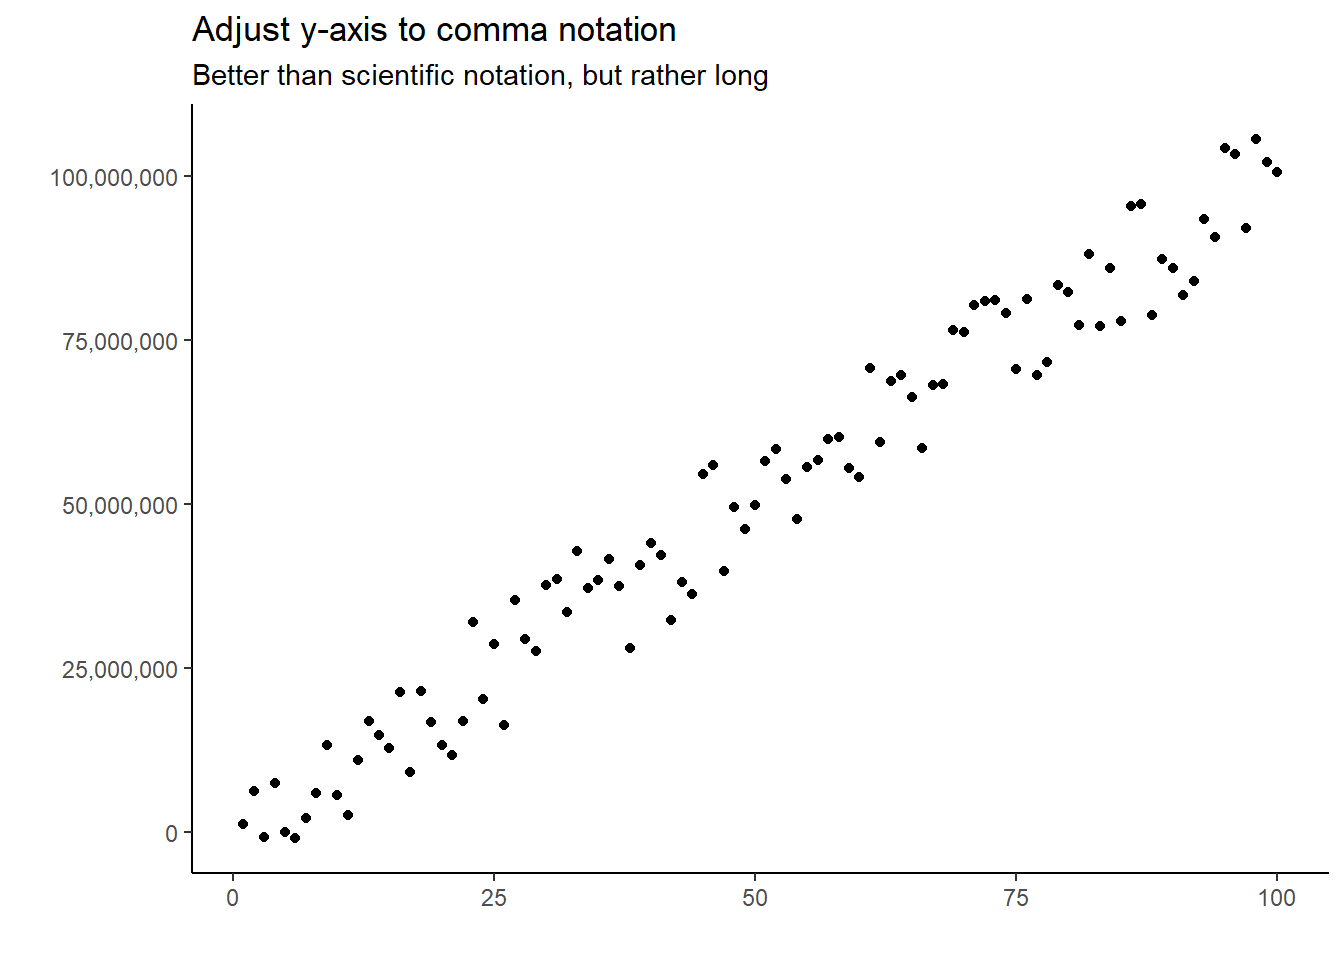 Adjust y-axis to comma notation
Better than scientific notation, but rather long
100,000,000
75,000,000
50,000,000
25,000,000
0
0 25 50 75 100